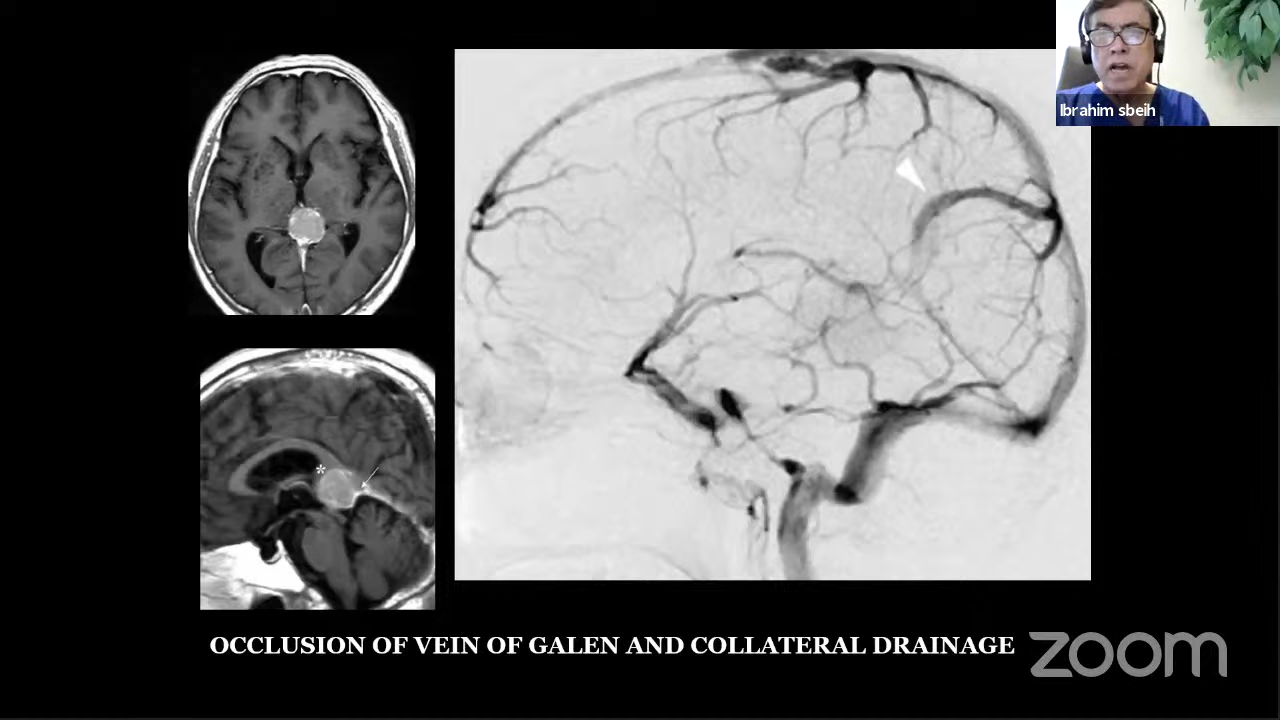 Ibrahim sbeih
*
OCCLUSION OF VEIN OF GALEN AND COLLATERAL DRAINAGE
zoom